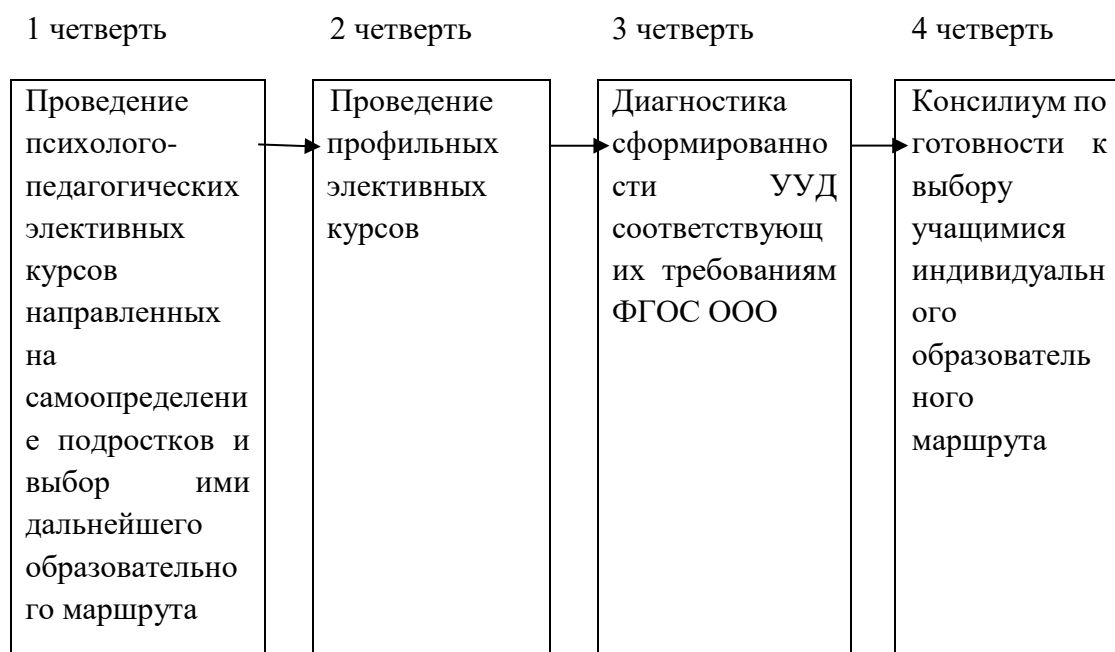 1 четверть
2 четверть
3 четверть
4 четверть
Проведение
психолого-
педагогических
элективных
курсов
направленных
на
самоопределени
е подростков и
выбор ими
дальнейшего
образовательно
го маршрута
Проведение
профильных
элективных
курсов
Диагностика
сформированно
сти УУД
соответствующ
их требованиям
ФГОС ООО
Консилиум по
готовности к
выбору
учащимися
индивидуальн
ого
образователь
ного
маршрута